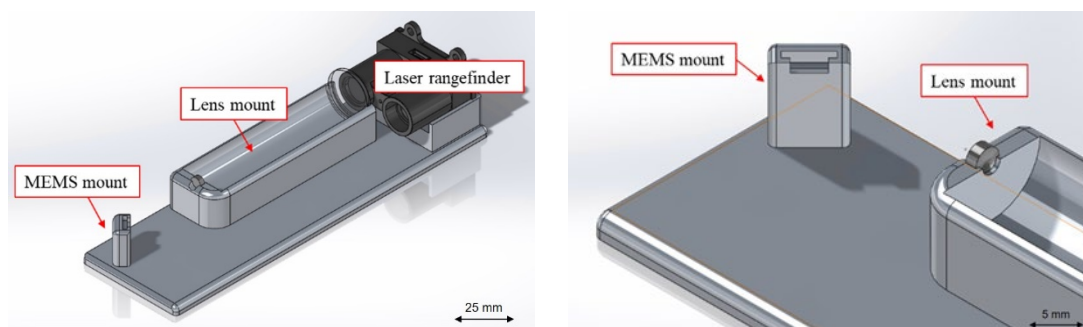 Laser rangefinder
Lens mount
MEMS mount
25 mm
MEMS mount
Lens mount
5 mm